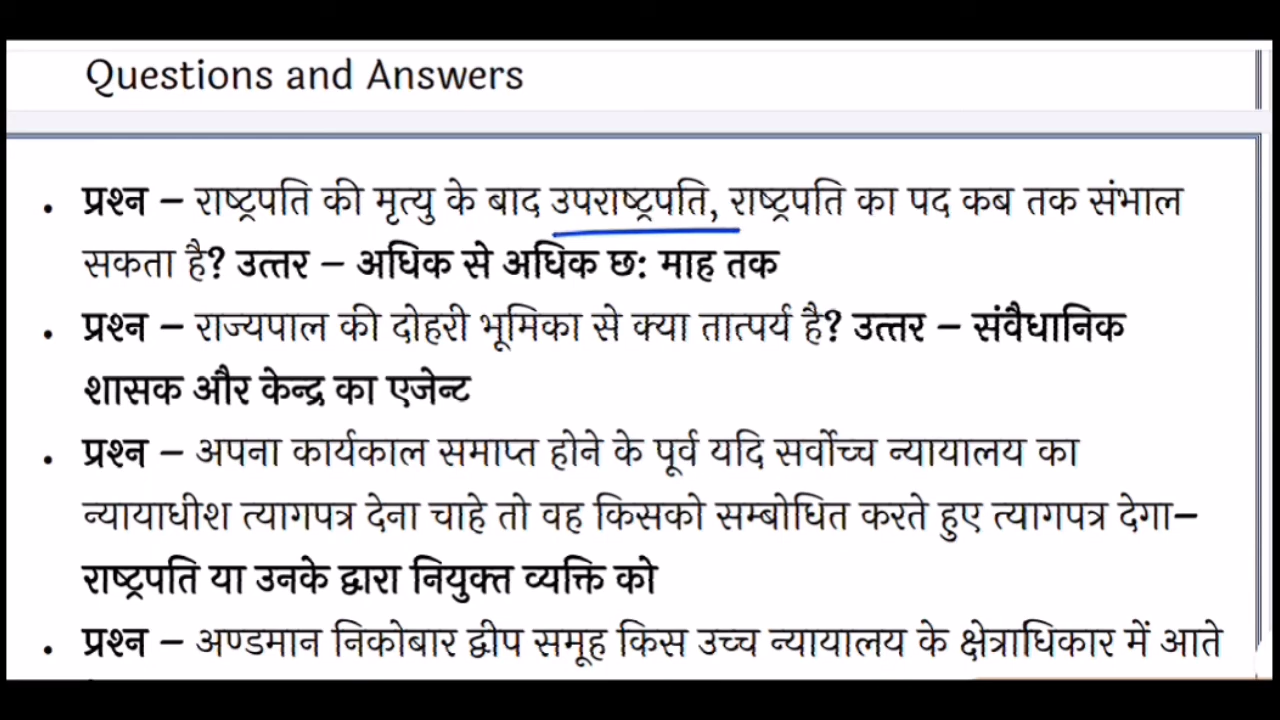 Questions and Answers
• प्रश्न – राष्ट्रपति की मृत्यु के बाद उपराष्ट्रपति, राष्ट्रपति का पद कब तक संभाल
सकता है? उत्तर – अधिक से अधिक छ: माह तक
• प्रश्न – राज्यपाल की दोहरी भूमिका से क्या तात्पर्य है? उत्तर – संवैधानिक
शासक और केन्द्र का एजेन्ट
• प्रश्न – अपना कार्यकाल समाप्त होने के पूर्व यदि सर्वोच्च न्यायालय का
न्यायाधीश त्यागपत्र देना चाहे तो वह किसको सम्बोधित करते हुए त्यागपत्र देगा–
राष्ट्रपति या उनके द्वारा नियुक्त व्यक्ति को
• प्रश्न – अण्डमान निकोबार द्वीप समूह किस उच्च न्यायालय के क्षेत्राधिकार में आते